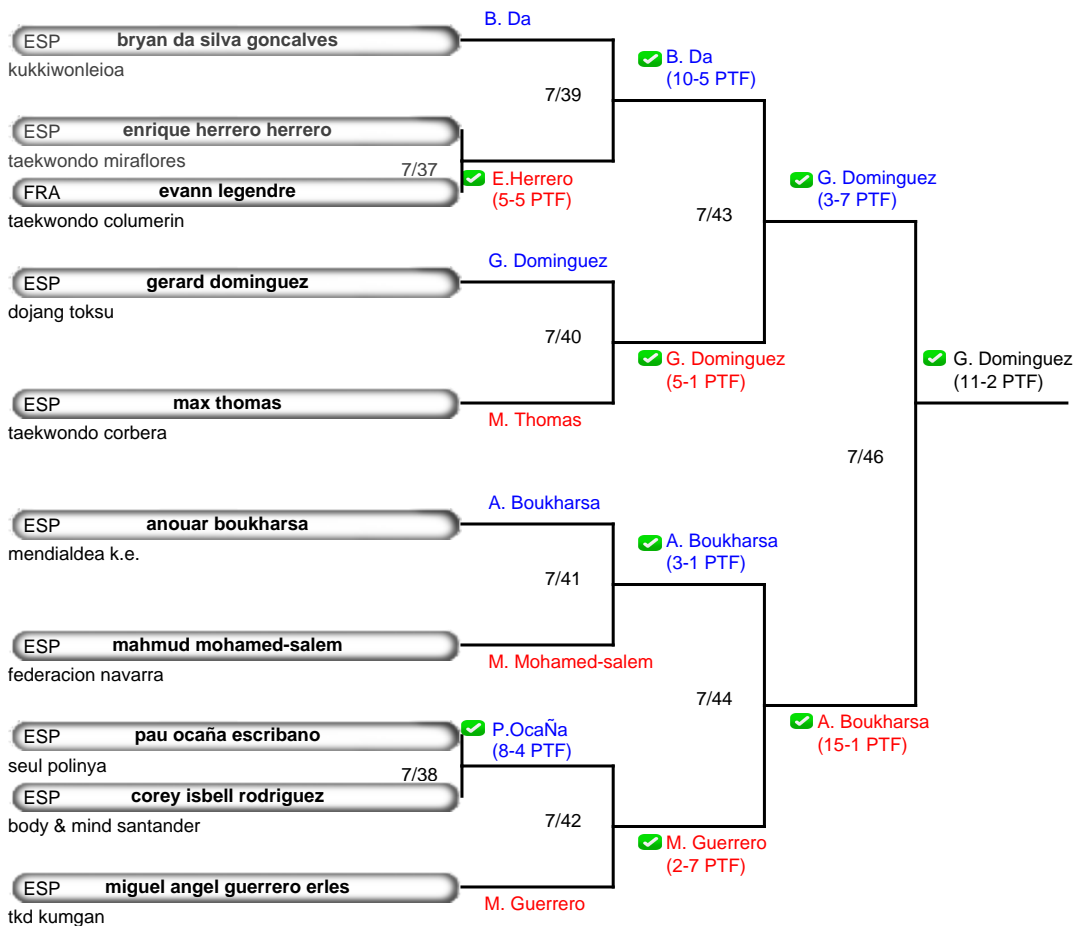 B. Da
ESP bryan da silva goncalves
kukkiwonleioa
B. Da
(10-5 PTF)
7/39
ESP enrique herrero herrero
taekwondo miraflores
7/37
E.Herrero
(5-5 PTF)
FRA evann legendre
taekwondo columerin
G. Dominguez
(3-7 PTF)
7/43
G. Dominguez
ESP gerard dominguez
dojang toksu
7/40
G. Dominguez
(5-1 PTF)
G. Dominguez
(11-2 PTF)
ESP max thomas
M. Thomas
taekwondo corbera
7/46
A. Boukharsa
ESP anouar boukharsa
mendialdea k.e.
A. Boukharsa
(3-1 PTF)
7/41
ESP mahmud mohamed-salem
M. Mohamed-salem
federacion navarra
7/44
ESP pau ocaña escribano
P.OcaÑa
(8-4 PTF)
A. Boukharsa
(15-1 PTF)
seul polinya
7/38
ESP corey isbell rodriguez
body & mind santander
7/42
M. Guerrero
(2-7 PTF)
ESP miguel angel guerrero erles
M. Guerrero
tkd kumgan